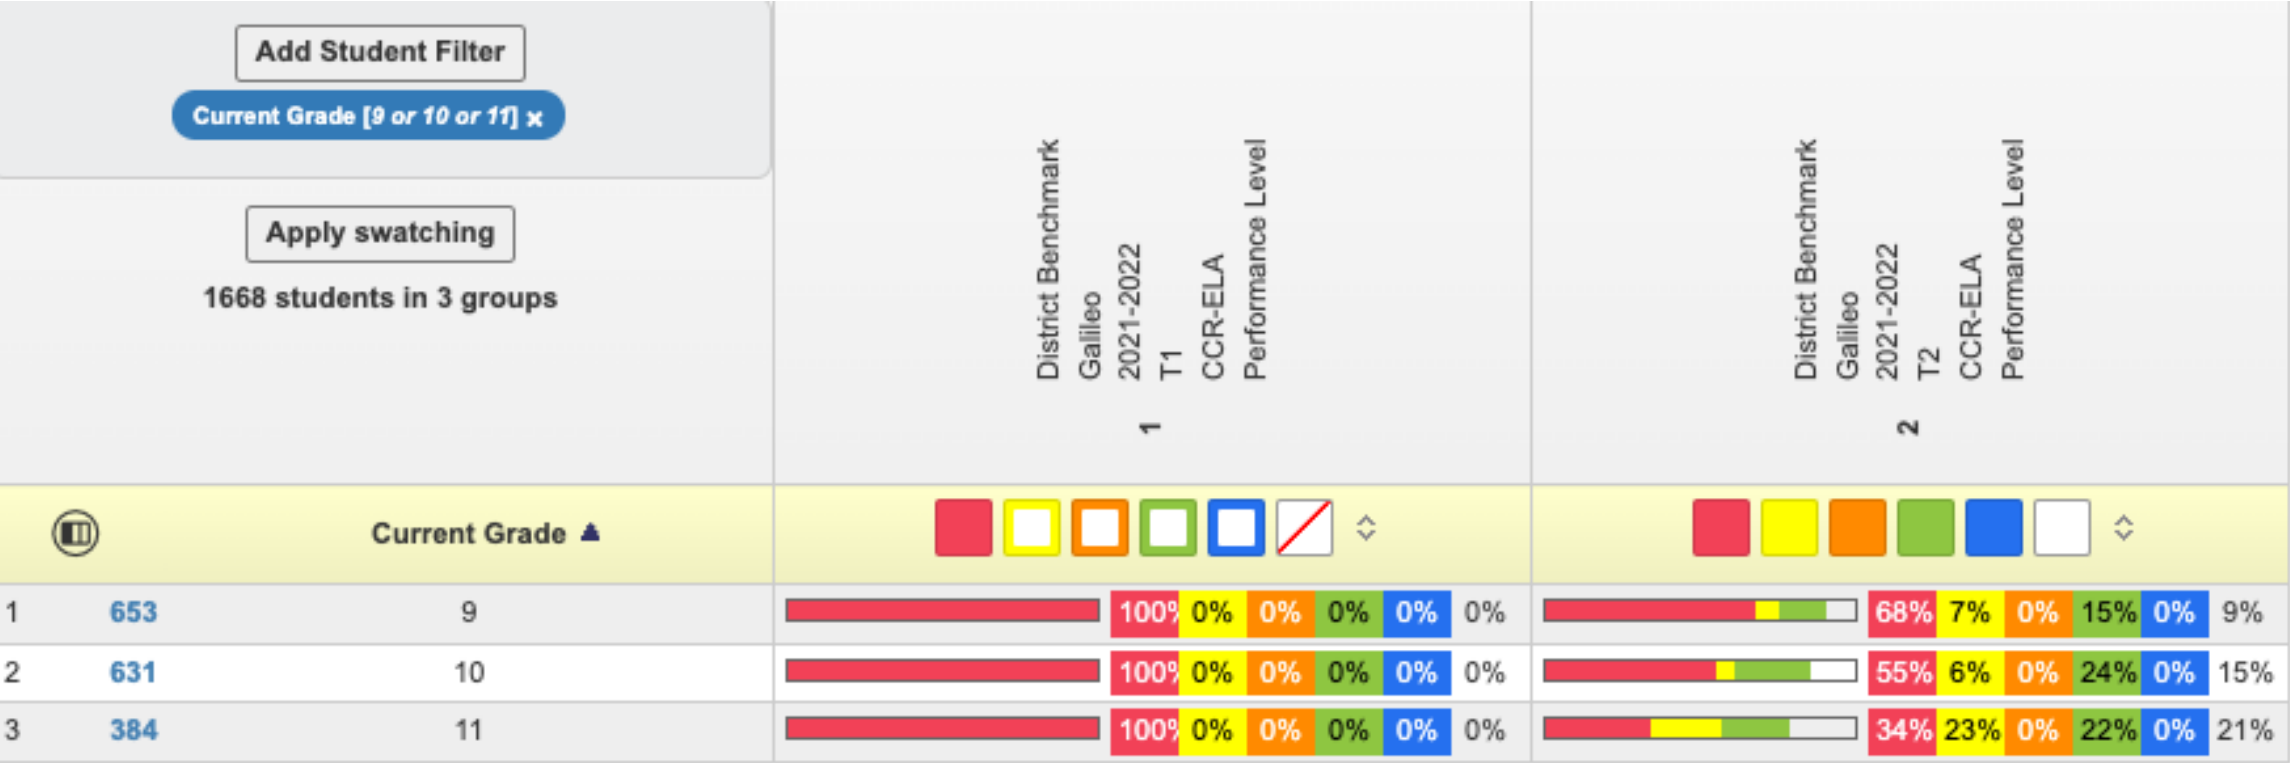 Add Student Filter
Current Grade [9 or 10 or 11] ×
Apply swatching
1668 students in 3 groups
District Benchmark
Galileo
2021-2022
T1
CCR-ELA
Performance Level
1
District Benchmark
Galileo
2021-2022
T2
CCR-ELA
Performance Level
2
Current Grade ▲
1 653 9 100% 0% 0% 0% 0% 0% 68% 7% 0% 15% 0% 9%
2 631 10 100% 0% 0% 0% 0% 0% 55% 6% 0% 24% 0% 15%
3 384 11 100% 0% 0% 0% 0% 0% 34% 23% 0% 22% 0% 21%